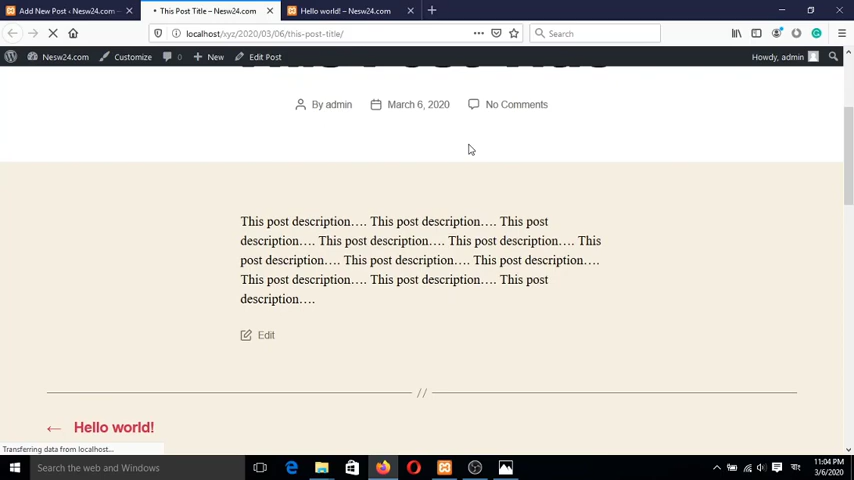 Add New Post ‹ Nesw24.com —
This Post Title – Nesw24.com
Hello world! – Nesw24.com
localhost/xyz/2020/03/06/this-post-title/
Search
Nesw24.com
Customize
0
New
Edit Post
Howdy, admin
By admin
March 6, 2020
No Comments
This post description…. This post description…. This post
description…. This post description…. This post description…. This
post description…. This post description…. This post description….
This post description…. This post description…. This post
description….
Edit
//
← Hello world!
Transferring data from localhost...
Search the web and Windows
11:04 PM
3/6/2020